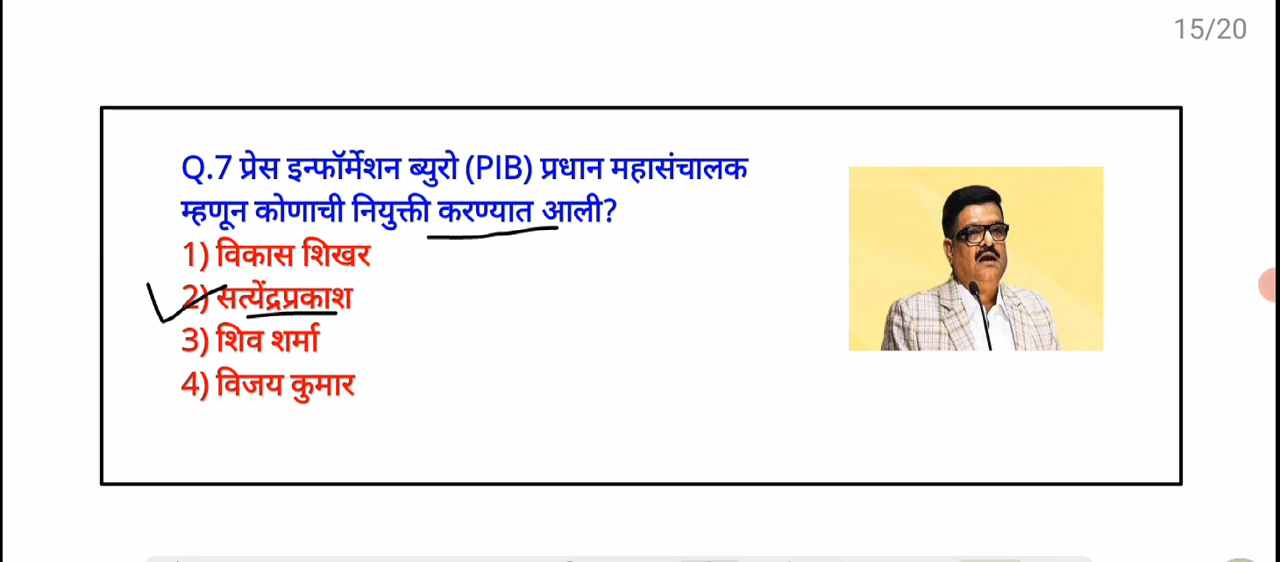 15/20
Q.7 प्रेस इन्फॉर्मेशन ब्युरो (PIB) प्रधान महासंचालक
म्हणून कोणाची नियुक्ती करण्यात आली?
1) विकास शिखर
2) सत्येंद्रप्रकाश
3) शिव शर्मा
4) विजय कुमार